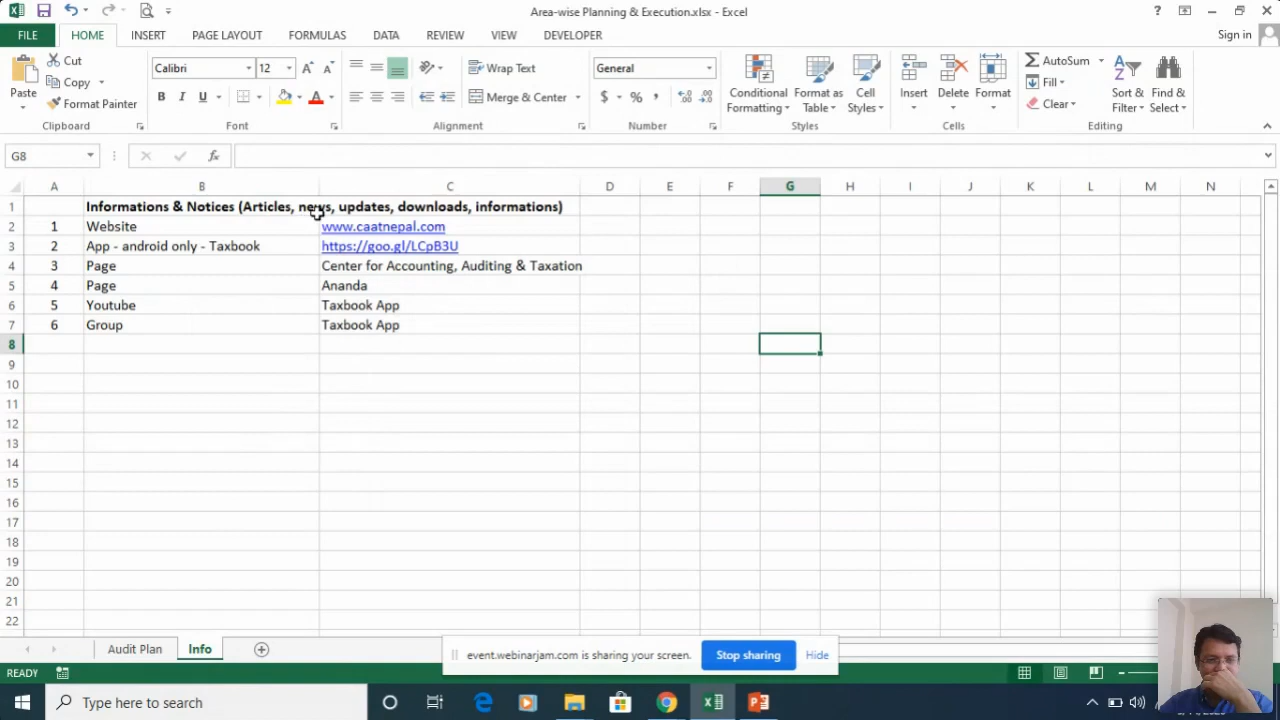 Area-wise Planning & Execution.xlsx - Excel
?
FILE HOME INSERT PAGE LAYOUT FORMULAS DATA REVIEW VIEW DEVELOPER Sign in
Paste
Cut
Copy
Format Painter
Clipboard
Calibri 12
B I U
Font
Wrap Text
Merge & Center
Alignment
General
$ % ,
Number
Conditional Formatting
Format as Table
Cell Styles
Styles
Insert Delete Format
Cells
AutoSum
Fill
Clear
Sort & Filter
Find & Select
Editing
G8
fx
A B C D E F G H I J K L M N
1 Informations & Notices (Articles, news, updates, downloads, informations)
2 1 Website www.caatnepal.com
3 2 App - android only - Taxbook https://goo.gl/LCpB3U
4 3 Page Center for Accounting, Auditing & Taxation
5 4 Page Ananda
6 5 Youtube Taxbook App
7 6 Group Taxbook App
8
9
10
11
12
13
14
15
16
17
18
19
20
21
22
Audit Plan Info
event.webinarjam.com is sharing your screen. Stop sharing Hide
READY
Type here to search